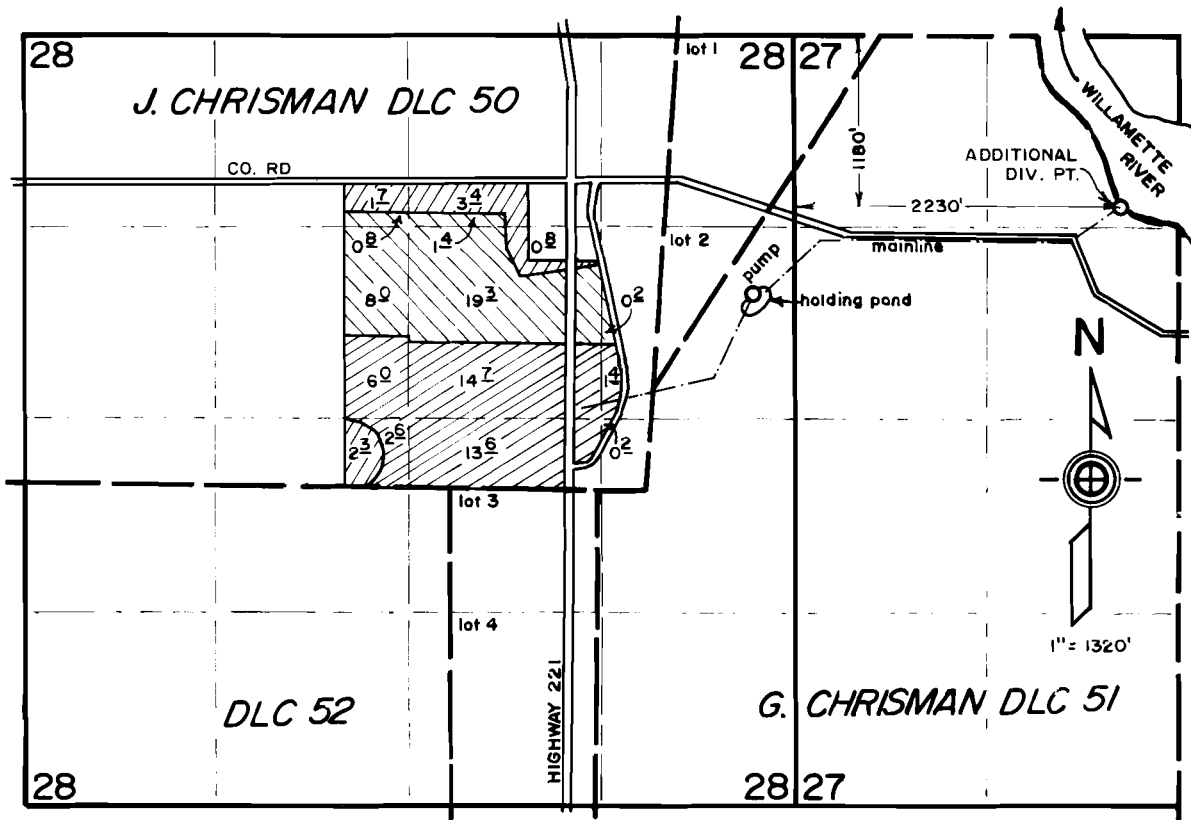 28
lot 1
28 27
J. CHRISMAN DLC 50
WILLAMETTE
RIVER
1180'
ADDITIONAL
DIV. PT.
CO. RD
1 7
3 4
2230'
0 8
1 4
0 8
lot 2
mainline
pump
holding pond
8 0
19 3
0 2
N
6 0
14 7
1 4
2 3
2 6
13 6
0 2
lot 3
lot 4
1" = 1320'
DLC 52
HIGHWAY 221
G. CHRISMAN DLC 51
28
28 27